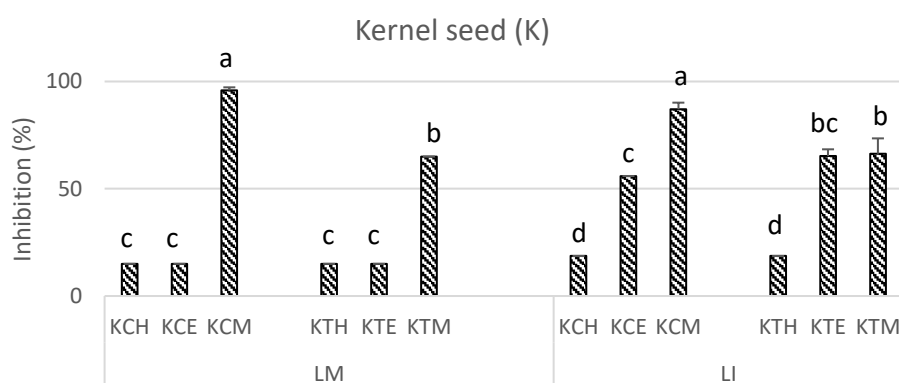 Kernel seed (K)
Inhibition (%)
100
50
0
c c a c c b d c a d bc b
KCH KCE KCM KTH KTE KTM KCH KCE KCM KTH KTE KTM
LM LI